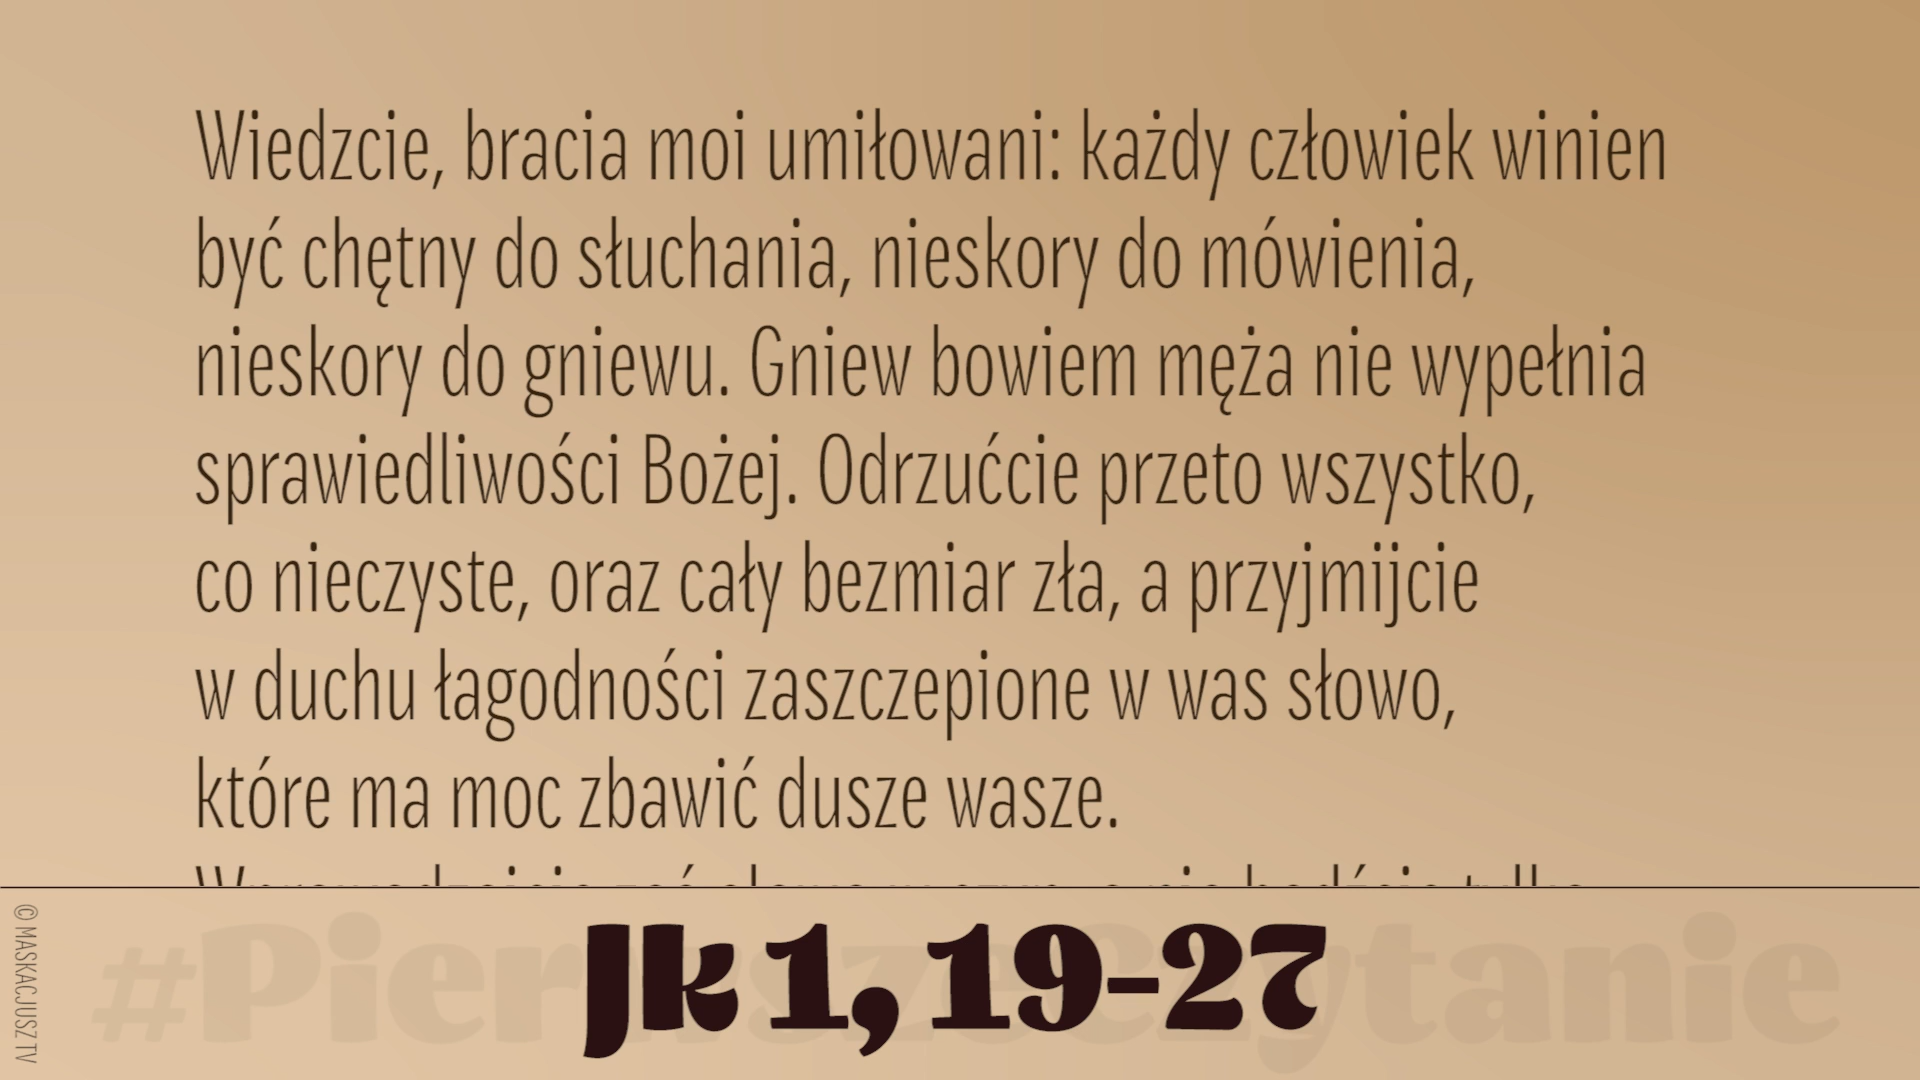 Wiedzcie, bracia moi umiłowani: każdy człowiek winien
być chętny do słuchania, nieskory do mówienia,
nieskory do gniewu. Gniew bowiem męża nie wypełnia
sprawiedliwości Bożej. Odrzućcie przeto wszystko,
co nieczyste, oraz cały bezmiar zła, a przyjmijcie
w duchu łagodności zaszczepione w was słowo,
które ma moc zbawić dusze wasze.
#PierwszeCzytanie
Jk 1, 19-27
© MASKACJUSZ TV